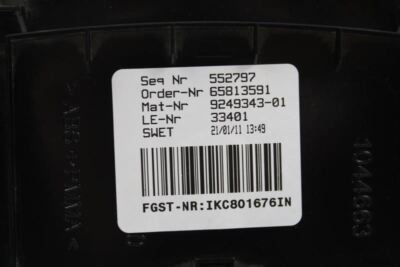 Seq Nr 552797
Order-Nr 65813591
Mat-Nr 9249343-01
LE-Nr 33401
SWET 21/01/11 13:49
FGST-NR:IKC801676IN
1044663